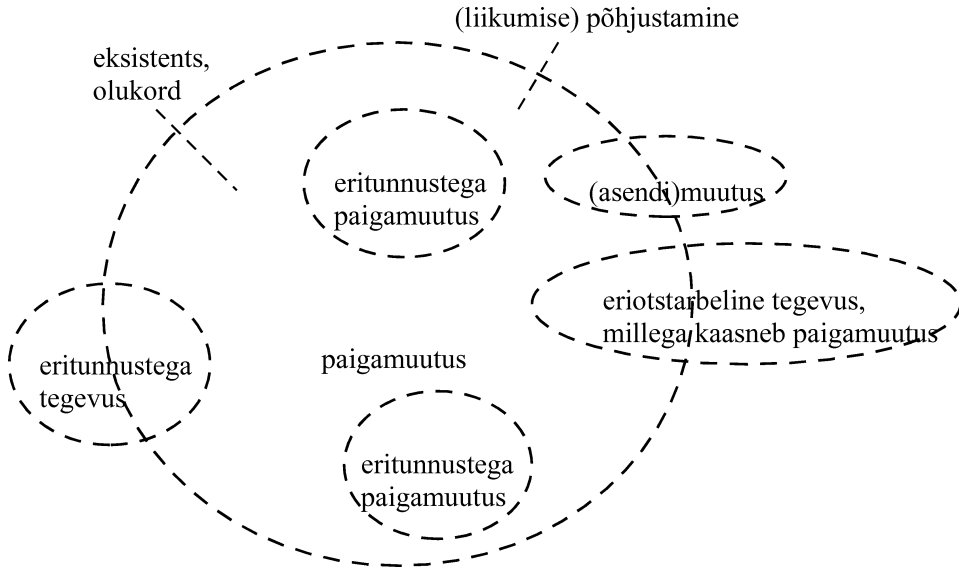 (liikumise) põhjustamine
eksistents,
olukord
eritunnustega
paigamuutus
(asendi)muutus
eriotstarbeline tegevus,
millega kaasneb paigamuutus
eritunnustega
tegevus
paigamuutus
eritunnustega
paigamuutus